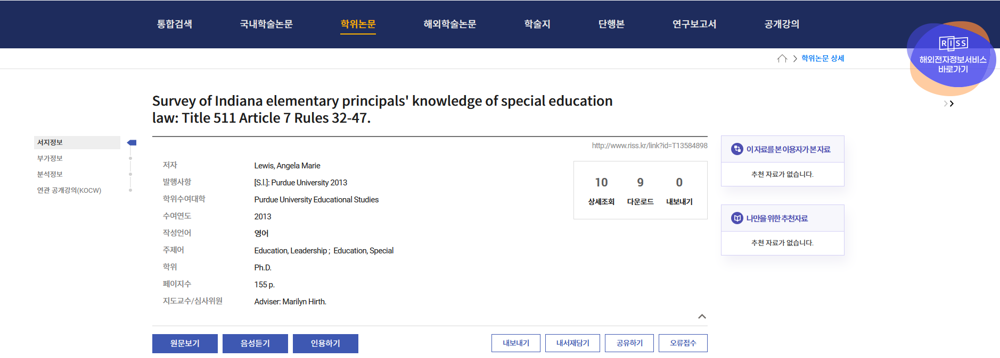 통합검색 국내학술논문 학위논문 해외학술논문 학술지 단행본 연구보고서 공개강의
RISS
해외전자정보서비스
바로가기
학위논문 상세
Survey of Indiana elementary principals' knowledge of special education
law: Title 511 Article 7 Rules 32-47.
서지정보
부가정보
분석정보
연관 공개강의(KOCW)
http://www.riss.kr/link?id=T13584898
저자 Lewis, Angela Marie
발행사항 [S.l.]: Purdue University 2013
학위수여대학 Purdue University Educational Studies
수여연도 2013
작성언어 영어
주제어 Education, Leadership ; Education, Special
학위 Ph.D.
페이지수 155 p.
지도교수/심사위원 Adviser: Marilyn Hirth.
10 9 0
상세조회 다운로드 내보내기
이 자료를 본 이용자가 본 자료
추천 자료가 없습니다.
나만을 위한 추천자료
추천 자료가 없습니다.
원문보기 음성듣기 인용하기 내보내기 내서재담기 공유하기 오류접수